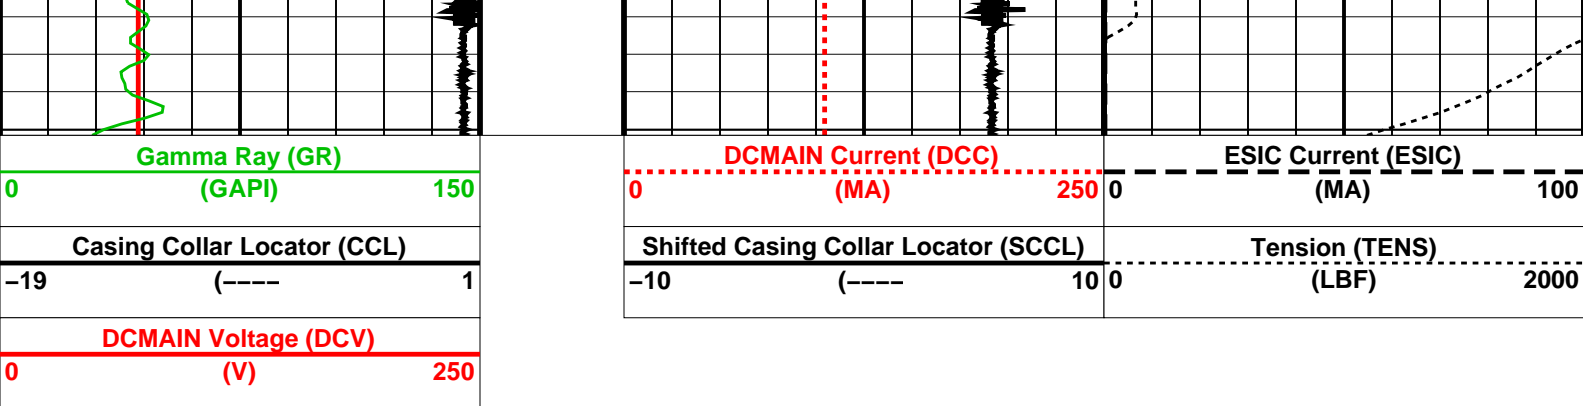 Gamma Ray (GR)
0 (GAPI) 150
Casing Collar Locator (CCL)
−19 (−−−− 1
DCMAIN Voltage (DCV)
0 (V) 250
DCMAIN Current (DCC)
0 (MA) 250
Shifted Casing Collar Locator (SCCL)
−10 (−−−− 10
ESIC Current (ESIC)
0 (MA) 100
Tension (TENS)
0 (LBF) 2000